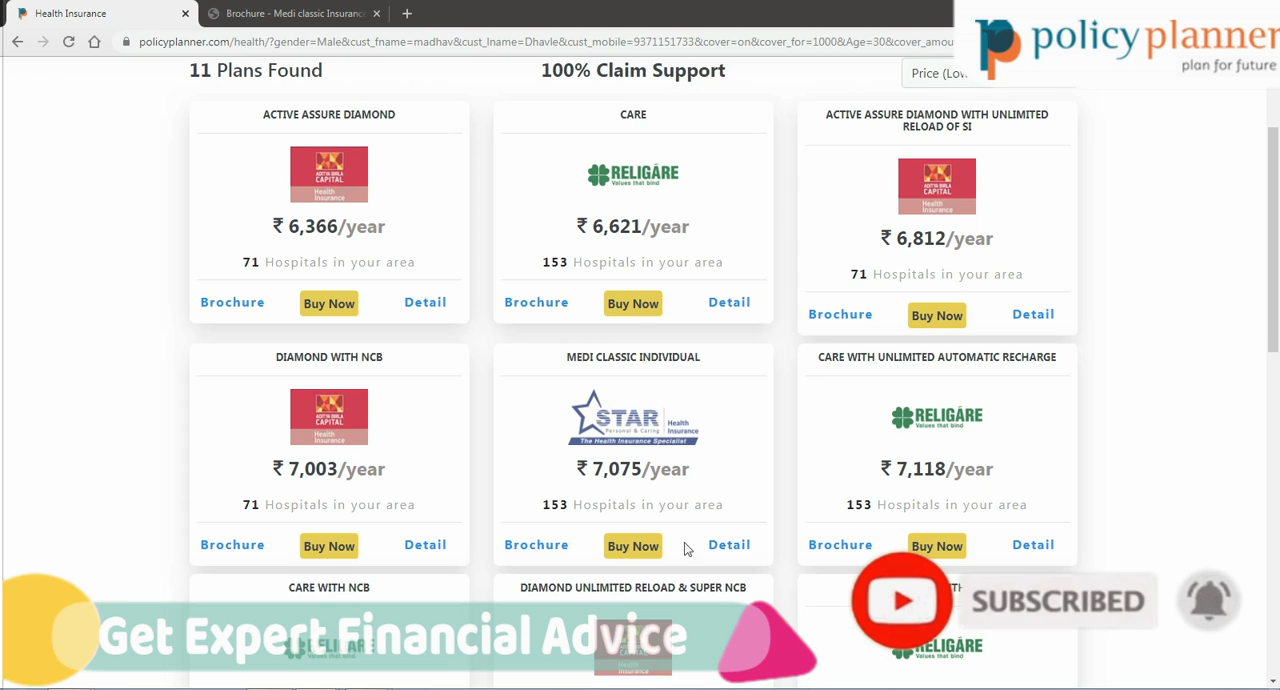 Health Insurance
Brochure - Medi classic Insuranc
policyplanner.com/health/?gender=Male&cust_fname=madhav&cust_lname=Dhavle&cust_mobile=9371151733&cover=on&cover_for=1000&Age=30&cover_amou
policyplanner
plan for future
11 Plans Found
100% Claim Support
Price (Low
ACTIVE ASSURE DIAMOND
ADITYA BIRLA
CAPITAL
Health
Insurance
₹ 6,366/year
71 Hospitals in your area
Brochure Buy Now Detail
CARE
RELIGARE
Values that bind
₹ 6,621/year
153 Hospitals in your area
Brochure Buy Now Detail
ACTIVE ASSURE DIAMOND WITH UNLIMITED
RELOAD OF SI
ADITYA BIRLA
CAPITAL
Health
Insurance
₹ 6,812/year
71 Hospitals in your area
Brochure Buy Now Detail
DIAMOND WITH NCB
ADITYA BIRLA
CAPITAL
Health
Insurance
₹ 7,003/year
71 Hospitals in your area
Brochure Buy Now Detail
MEDI CLASSIC INDIVIDUAL
STAR Health
Personal & Caring Insurance
The Health Insurance Specialist
₹ 7,075/year
153 Hospitals in your area
Brochure Buy Now Detail
CARE WITH UNLIMITED AUTOMATIC RECHARGE
RELIGARE
Values that bind
₹ 7,118/year
153 Hospitals in your area
Brochure Buy Now Detail
CARE WITH NCB
DIAMOND UNLIMITED RELOAD & SUPER NCB
RELIGARE
Get Expert Financial Advice
SUBSCRIBED